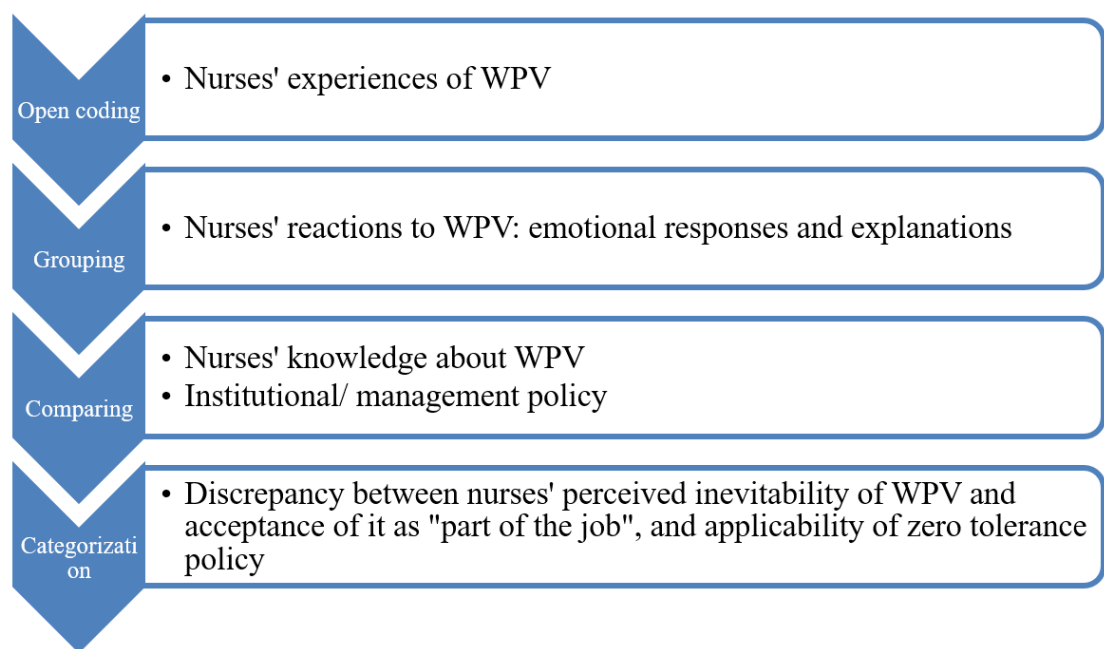 Open coding
• Nurses' experiences of WPV
Grouping
• Nurses' reactions to WPV: emotional responses and explanations
Comparing
• Nurses' knowledge about WPV
• Institutional/ management policy
Categorizati
on
• Discrepancy between nurses' perceived inevitability of WPV and
acceptance of it as "part of the job", and applicability of zero tolerance
policy